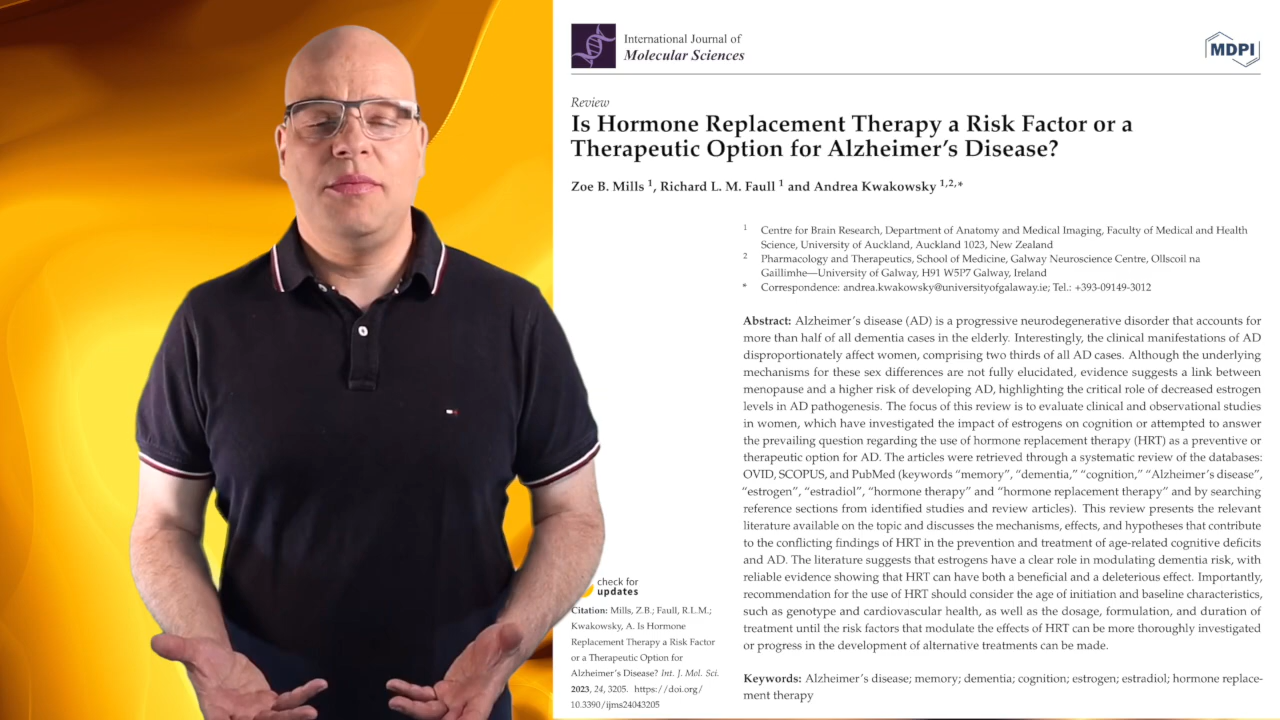 International Journal of
Molecular Sciences
MDPI
Review
Is Hormone Replacement Therapy a Risk Factor or a
Therapeutic Option for Alzheimer's Disease?
Zoe B. Mills 1, Richard L. M. Faull 1 and Andrea Kwakowsky 1,2,*
1 Centre for Brain Research, Department of Anatomy and Medical Imaging, Faculty of Medical and Health
Science, University of Auckland, Auckland 1023, New Zealand
2 Pharmacology and Therapeutics, School of Medicine, Galway Neuroscience Centre, Ollscoil na
Gaillimhe—University of Galway, H91 W5P7 Galway, Ireland
* Correspondence: andrea.kwakowsky@universityofgalaway.ie; Tel.: +393-09149-3012
Abstract: Alzheimer's disease (AD) is a progressive neurodegenerative disorder that accounts for
more than half of all dementia cases in the elderly. Interestingly, the clinical manifestations of AD
disproportionately affect women, comprising two thirds of all AD cases. Although the underlying
mechanisms for these sex differences are not fully elucidated, evidence suggests a link between
menopause and a higher risk of developing AD, highlighting the critical role of decreased estrogen
levels in AD pathogenesis. The focus of this review is to evaluate clinical and observational studies
in women, which have investigated the impact of estrogens on cognition or attempted to answer
the prevailing question regarding the use of hormone replacement therapy (HRT) as a preventive or
therapeutic option for AD. The articles were retrieved through a systematic review of the databases:
OVID, SCOPUS, and PubMed (keywords "memory", "dementia," "cognition," "Alzheimer's disease",
"estrogen", "estradiol", "hormone therapy" and "hormone replacement therapy" and by searching
reference sections from identified studies and review articles). This review presents the relevant
literature available on the topic and discusses the mechanisms, effects, and hypotheses that contribute
to the conflicting findings of HRT in the prevention and treatment of age-related cognitive deficits
and AD. The literature suggests that estrogens have a clear role in modulating dementia risk, with
reliable evidence showing that HRT can have both a beneficial and a deleterious effect. Importantly,
recommendation for the use of HRT should consider the age of initiation and baseline characteristics,
such as genotype and cardiovascular health, as well as the dosage, formulation, and duration of
treatment until the risk factors that modulate the effects of HRT can be more thoroughly investigated
or progress in the development of alternative treatments can be made.
Keywords: Alzheimer's disease; memory; dementia; cognition; estrogen; estradiol; hormone replace-
ment therapy
check for
updates
Citation: Mills, Z.B.; Faull, R.L.M.;
Kwakowsky, A. Is Hormone
Replacement Therapy a Risk Factor
or a Therapeutic Option for
Alzheimer's Disease? Int. J. Mol. Sci.
2023, 24, 3205. https://doi.org/
10.3390/ijms24043205